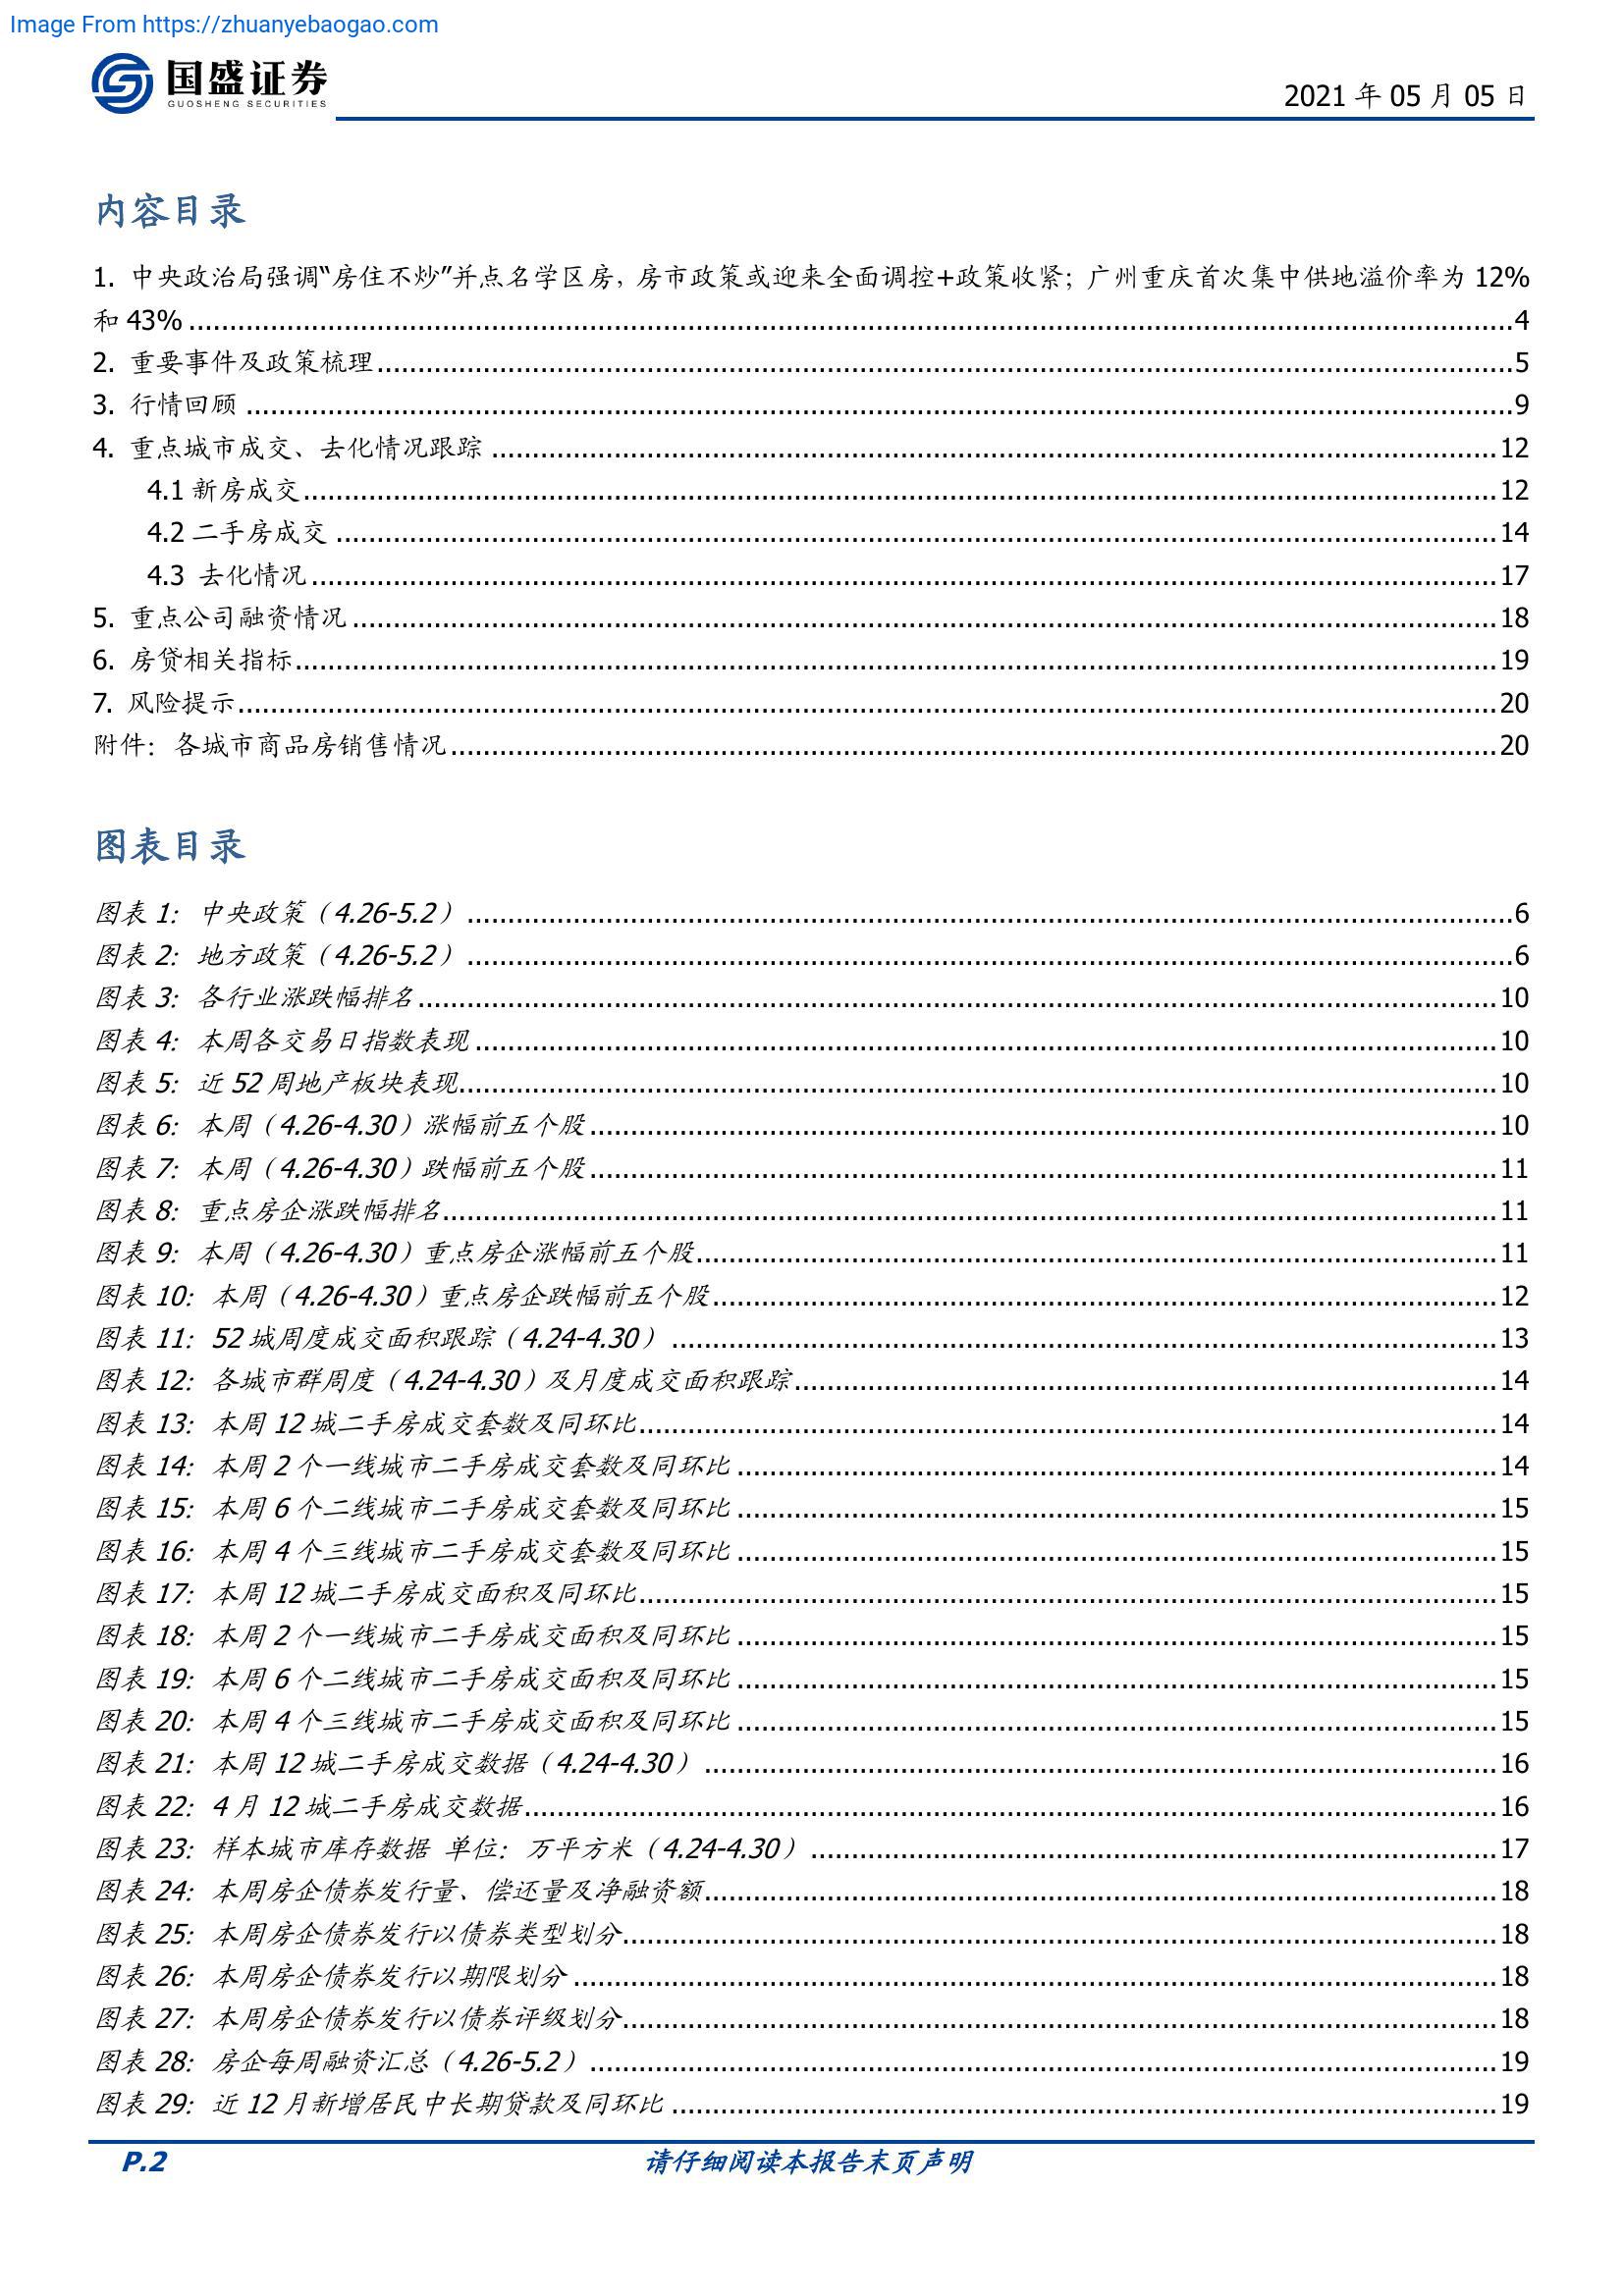 Image From https://zhuanyebaogao.com
国盛证券
GUOSHENG SECURITIES
2021 年 05 月 05 日
内容目录
1. 中央政治局强调“房住不炒”并点名学区房，房市政策或迎来全面调控+政策收紧；广州重庆首次集中供地溢价率为 12%
和 43%........4
2. 重要事件及政策梳理........5
3. 行情回顾........9
4. 重点城市成交、去化情况跟踪........12
4.1 新房成交........12
4.2 二手房成交........14
4.3 去化情况........17
5. 重点公司融资情况........18
6. 房贷相关指标........19
7. 风险提示........20
附件：各城市商品房销售情况........20
图表目录
图表 1：中央政策（4.26-5.2）........6
图表 2：地方政策（4.26-5.2）........6
图表 3：各行业涨跌幅排名........10
图表 4：本周各交易日指数表现........10
图表 5：近 52 周地产板块表现........10
图表 6：本周（4.26-4.30）涨幅前五个股........10
图表 7：本周（4.26-4.30）跌幅前五个股........11
图表 8：重点房企涨跌幅排名........11
图表 9：本周（4.26-4.30）重点房企涨幅前五个股........11
图表 10：本周（4.26-4.30）重点房企跌幅前五个股........12
图表 11：52 城周度成交面积跟踪（4.24-4.30）........13
图表 12：各城市群周度（4.24-4.30）及月度成交面积跟踪........14
图表 13：本周 12 城二手房成交套数及同环比........14
图表 14：本周 2 个一线城市二手房成交套数及同环比........14
图表 15：本周 6 个二线城市二手房成交套数及同环比........15
图表 16：本周 4 个三线城市二手房成交套数及同环比........15
图表 17：本周 12 城二手房成交面积及同环比........15
图表 18：本周 2 个一线城市二手房成交面积及同环比........15
图表 19：本周 6 个二线城市二手房成交面积及同环比........15
图表 20：本周 4 个三线城市二手房成交面积及同环比........15
图表 21：本周 12 城二手房成交数据（4.24-4.30）........16
图表 22：4 月 12 城二手房成交数据........16
图表 23：样本城市库存数据 单位：万平方米（4.24-4.30）........17
图表 24：本周房企债券发行量、偿还量及净融资额........18
图表 25：本周房企债券发行以债券类型划分........18
图表 26：本周房企债券发行以期限划分........18
图表 27：本周房企债券发行以债券评级划分........18
图表 28：房企每周融资汇总（4.26-5.2）........19
图表 29：近 12 月新增居民中长期贷款及同环比........19
P.2
请仔细阅读本报告末页声明